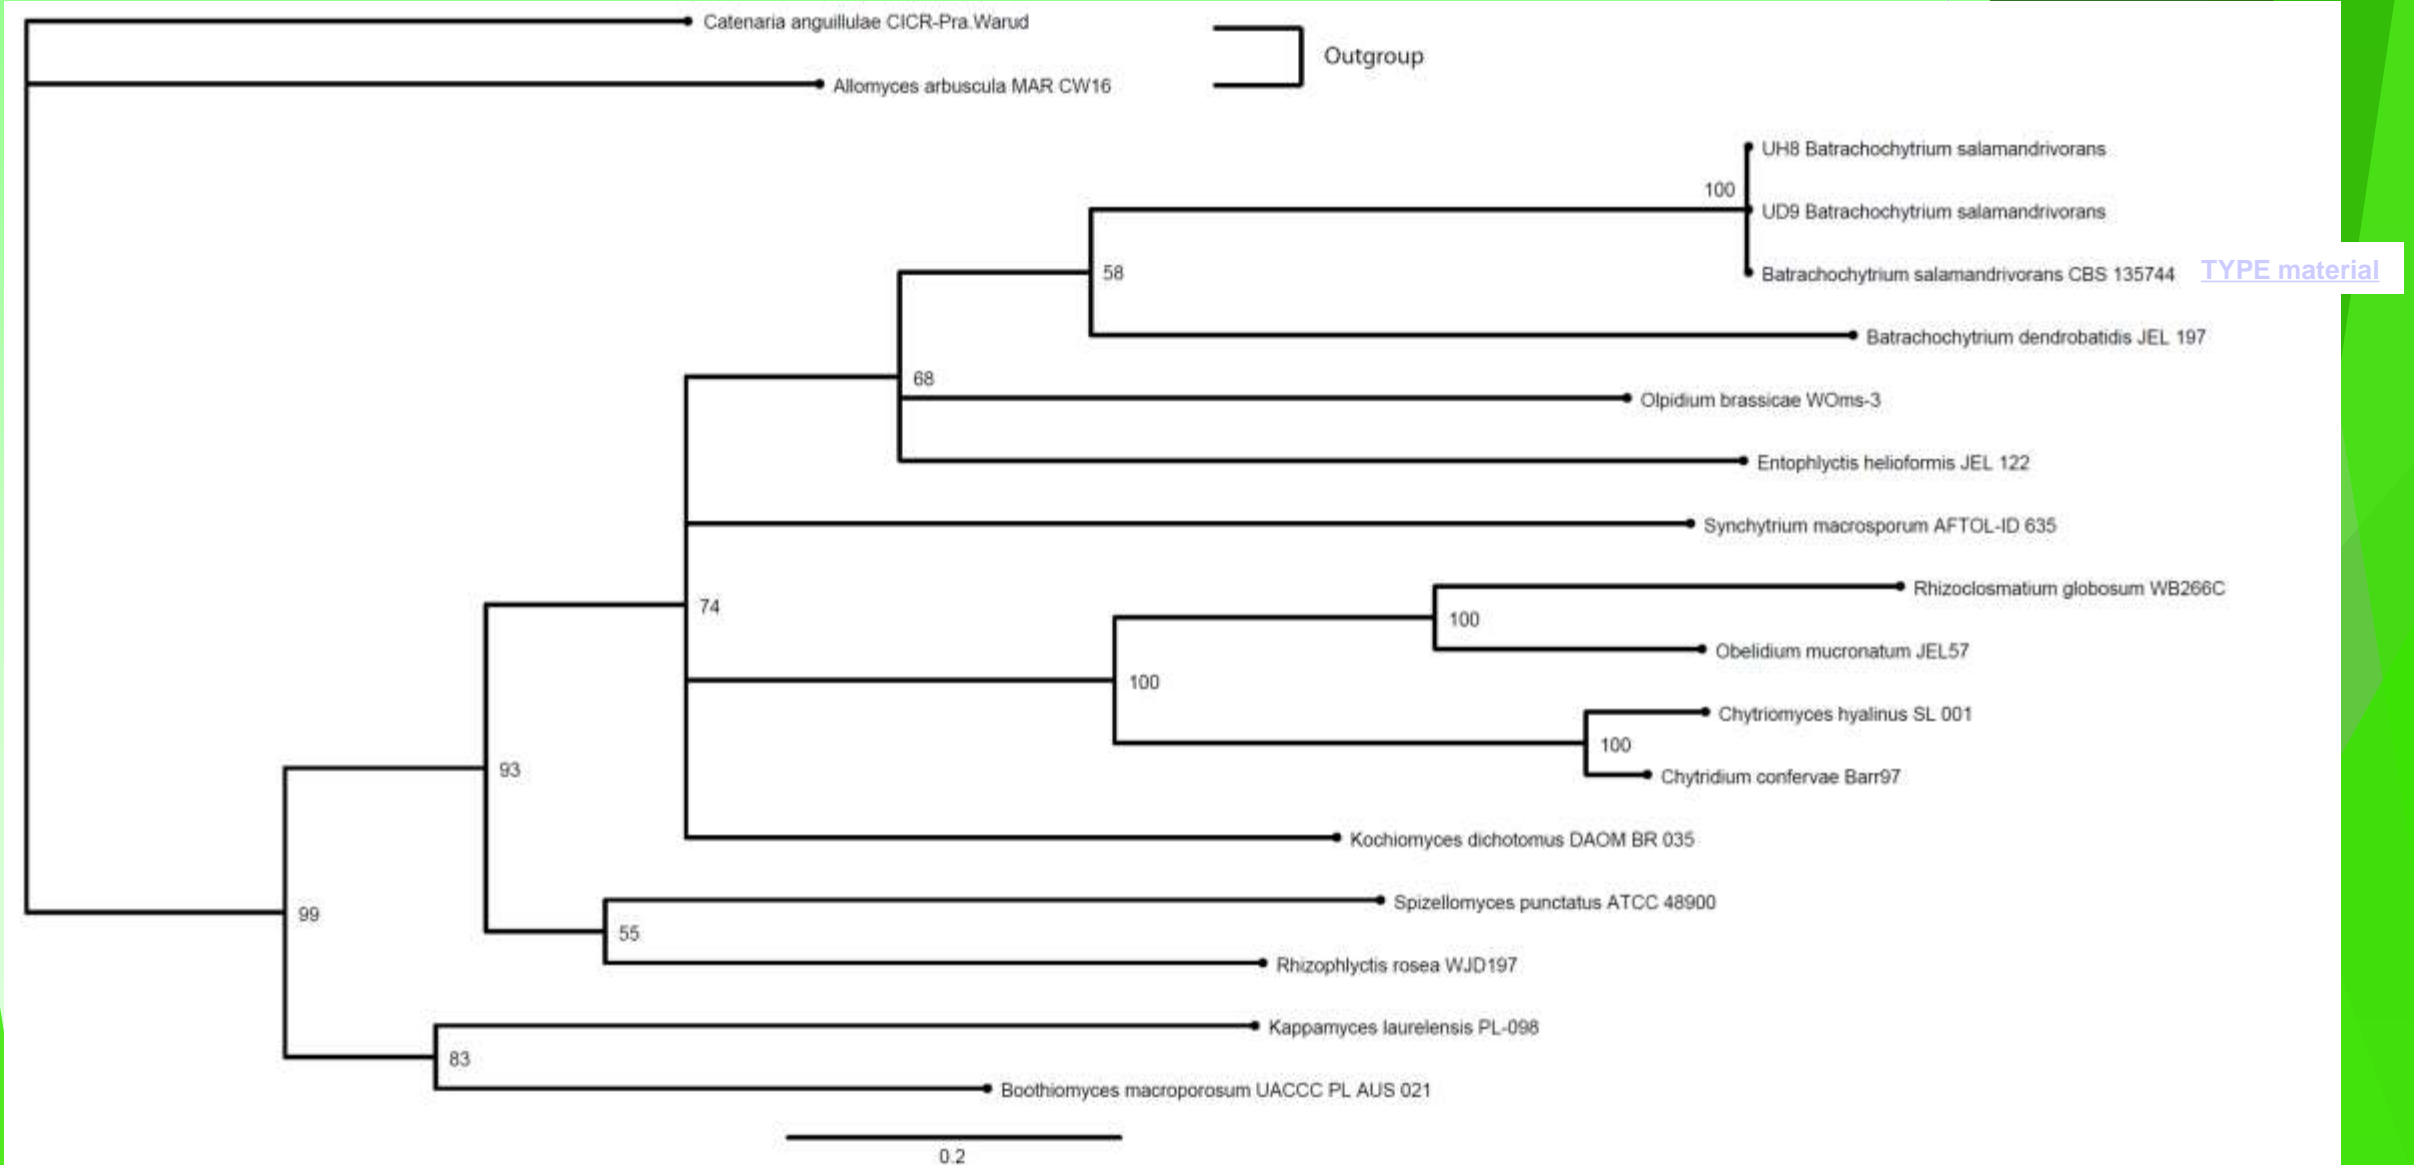 Catenaria anguillulae CICR-Pra.Warud
Outgroup
Allomyces arbuscula MAR CW16
UH8 Batrachochytrium salamandrivorans
100
UD9 Batrachochytrium salamandrivorans
58
Batrachochytrium salamandrivorans CBS 135744
TYPE material
Batrachochytrium dendrobatidis JEL 197
68
Olpidium brassicae WOms-3
Entophlyctis helioformis JEL 122
Synchytrium macrosporum AFTOL-ID 635
Rhizoclosmatium globosum WB266C
74
100
Obelidium mucronatum JEL57
100
Chytriomyces hyalinus SL 001
100
Chytridium confervae Barr97
93
Kochiomyces dichotomus DAOM BR 035
Spizellomyces punctatus ATCC 48900
99
55
Rhizophlyctis rosea WJD197
Kappamyces laurelensis PL-098
83
Boothiomyces macroporosum UACCC PL AUS 021
0.2